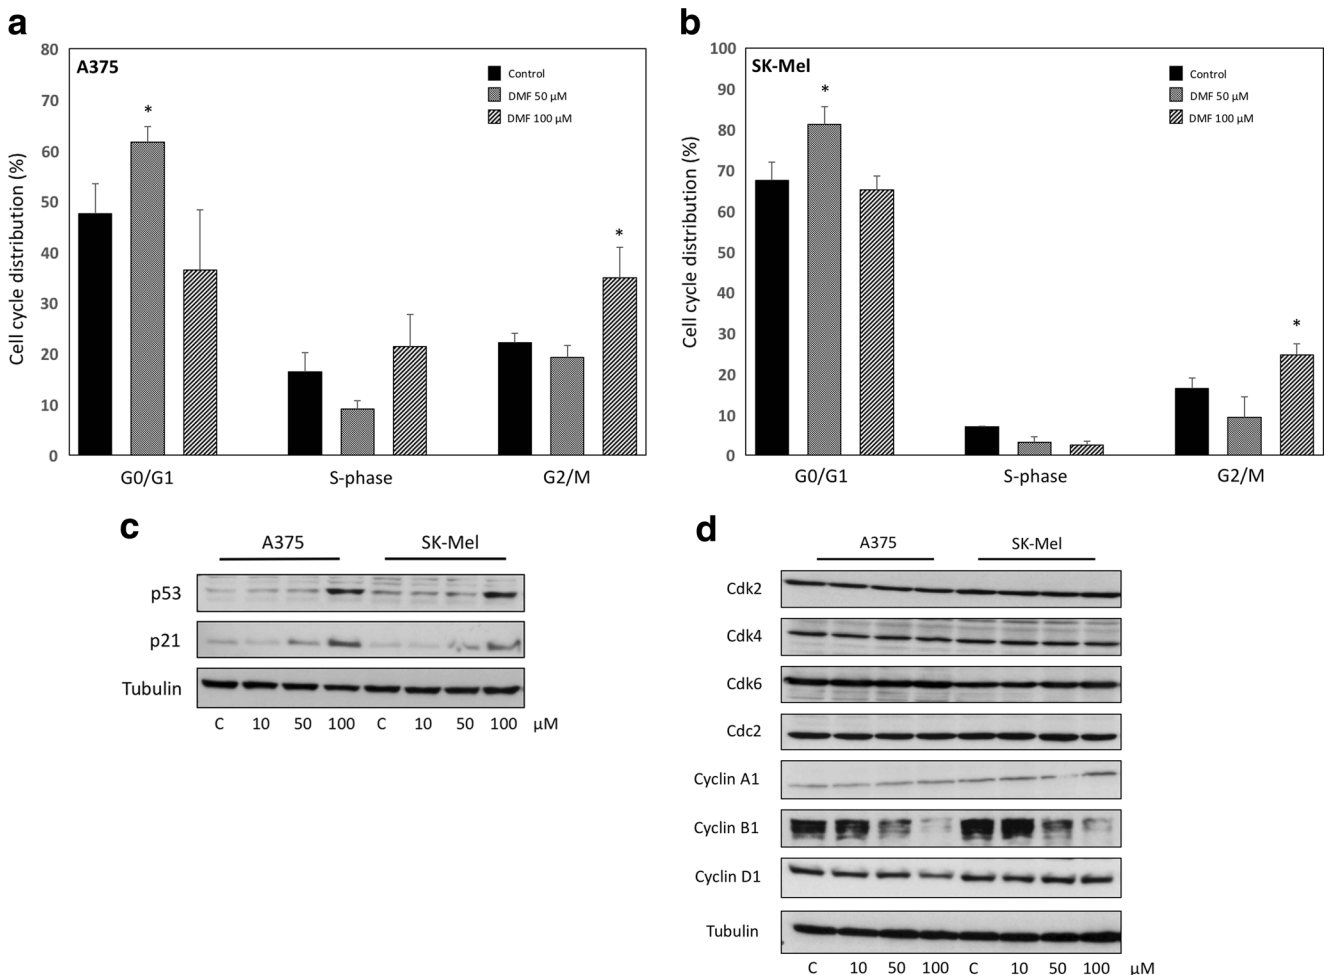 a
A375
Control
DMF 50 µM
DMF 100 µM
Cell cycle distribution (%)
80
70
60
50
40
30
20
10
0
*
*
G0/G1 S-phase G2/M
b
SK-Mel
Control
DMF 50 µM
DMF 100 µM
Cell cycle distribution (%)
100
90
80
70
60
50
40
30
20
10
0
*
*
G0/G1 S-phase G2/M
c
A375 SK-Mel
p53
p21
Tubulin
C 10 50 100 C 10 50 100 µM
d
A375 SK-Mel
Cdk2
Cdk4
Cdk6
Cdc2
Cyclin A1
Cyclin B1
Cyclin D1
Tubulin
C 10 50 100 C 10 50 100 µM